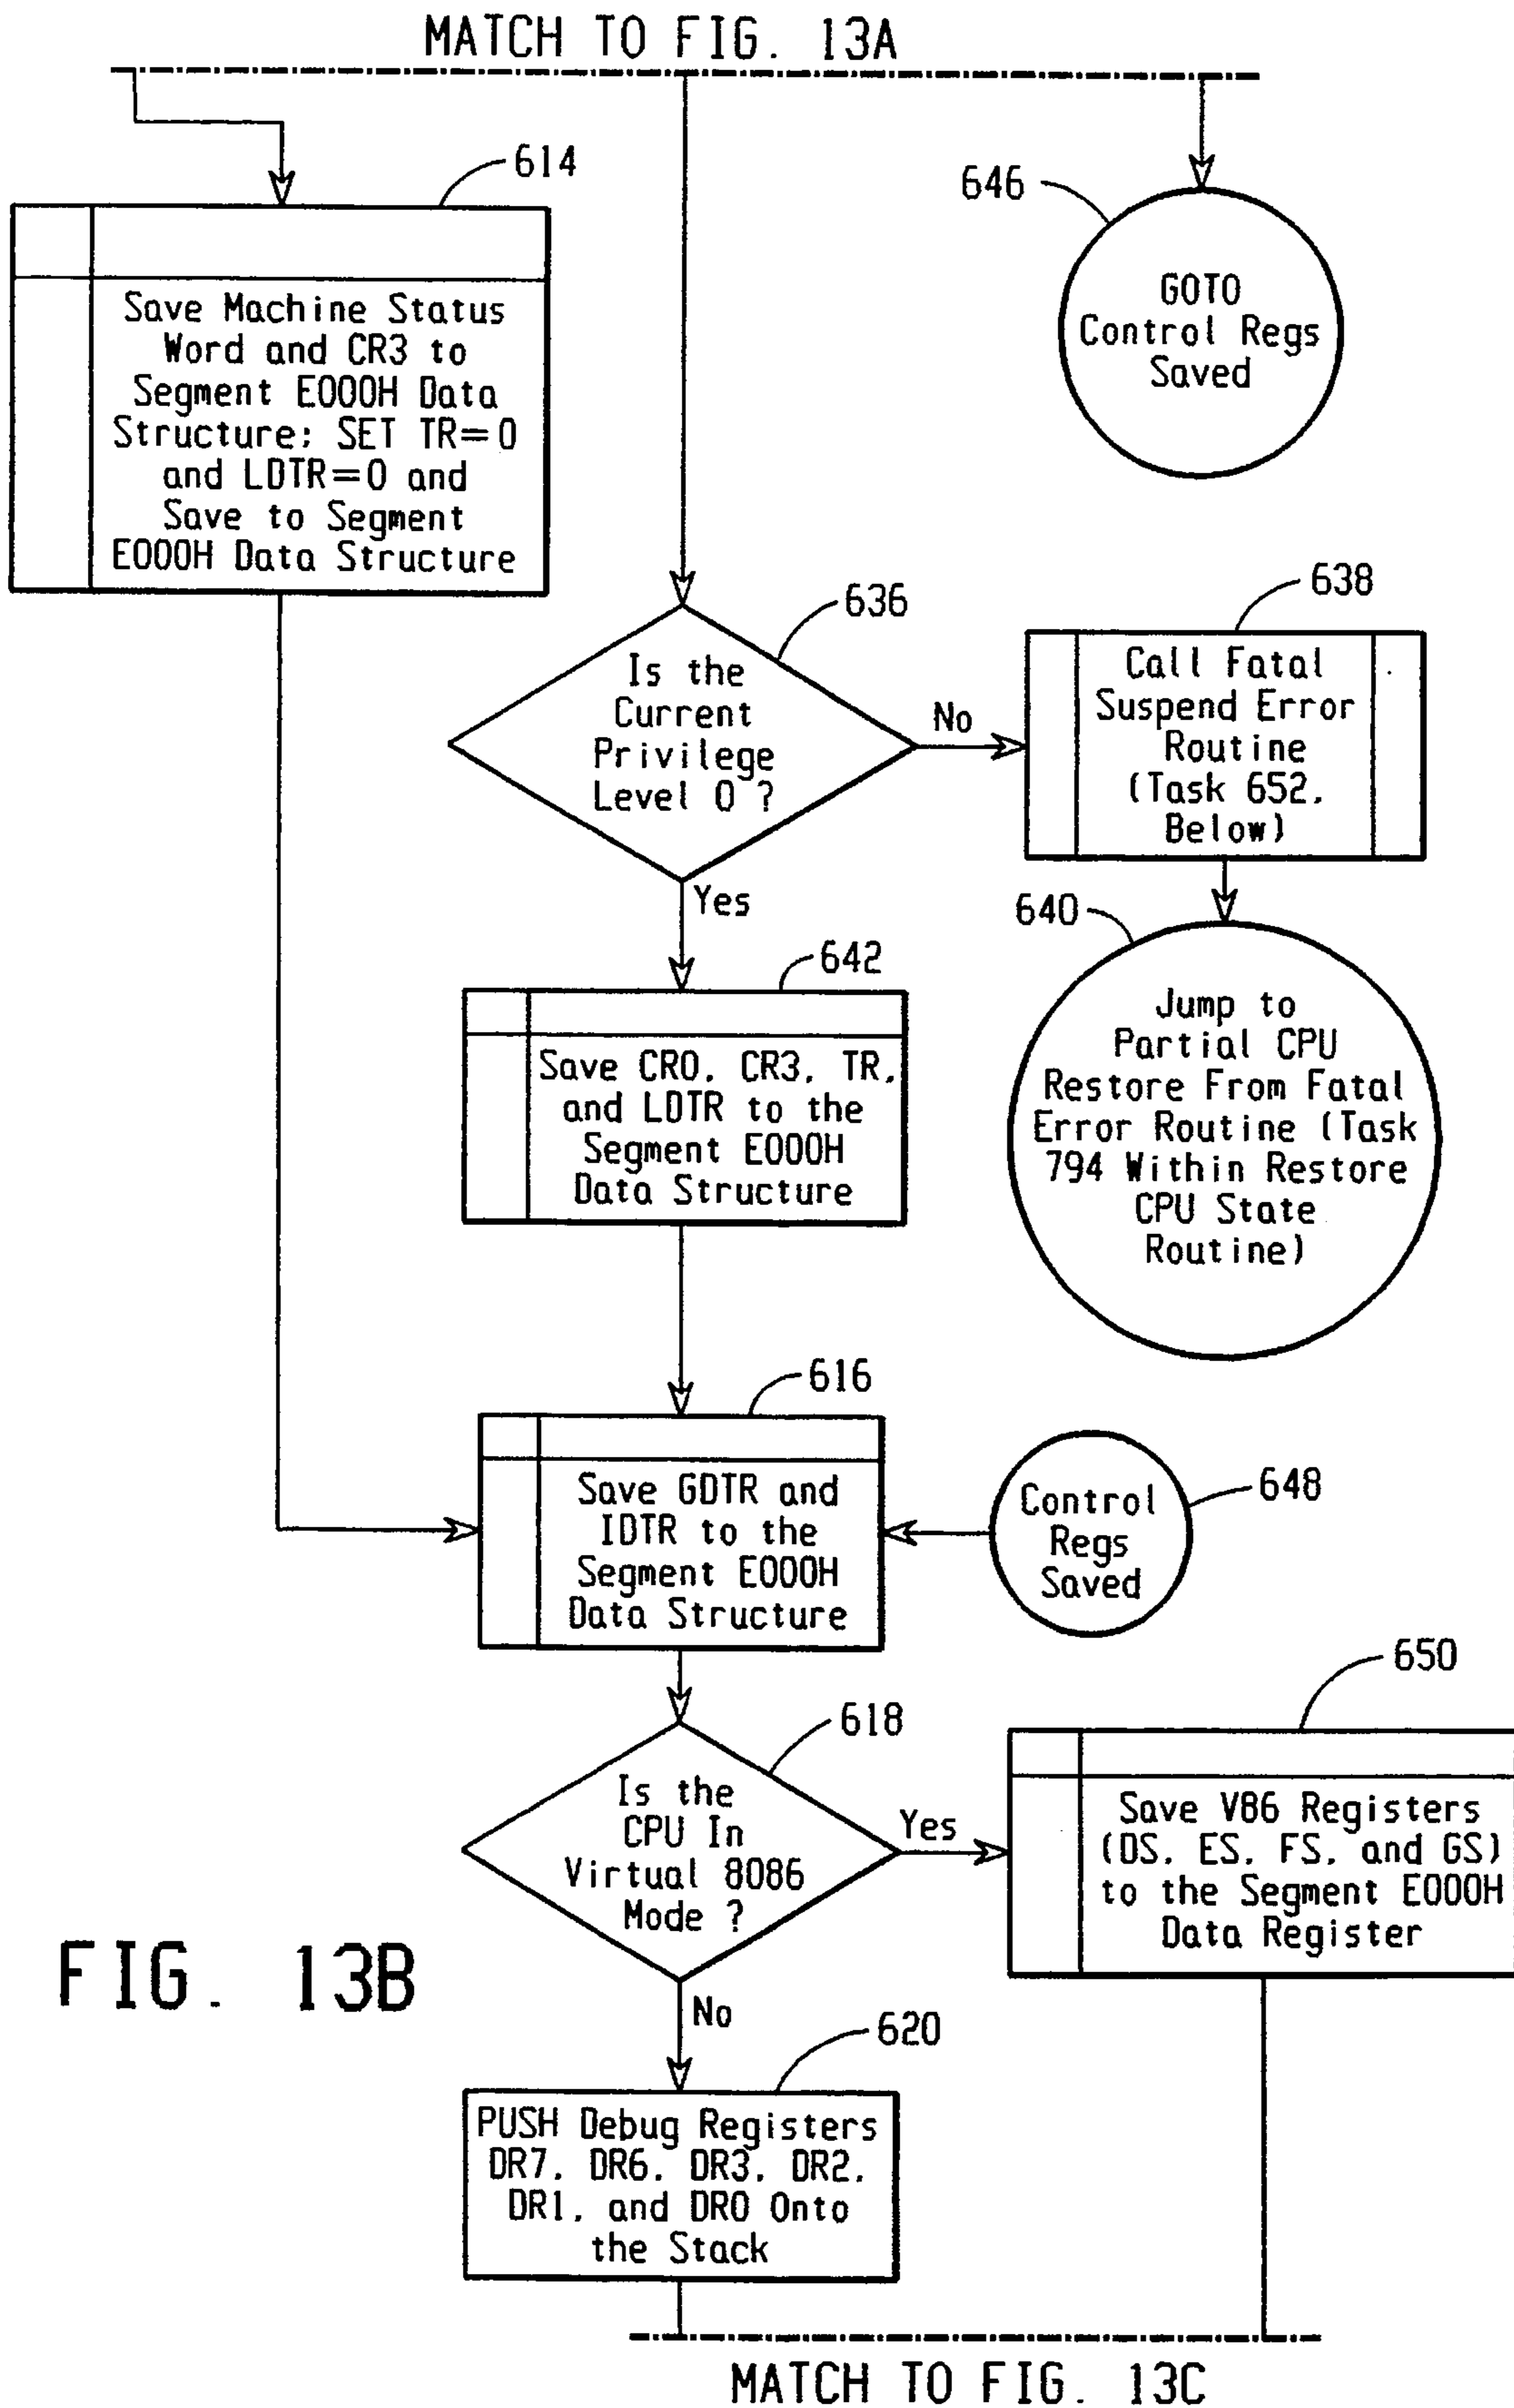 MATCH TO FIG. 13A
614
Save Machine Status
Word and CR3 to
Segment E000H Data
Structure; SET TR=0
and LDTR=0 and
Save to Segment
E000H Data Structure
646
GOTO
Control Regs
Saved
636
Is the
Current
Privilege
Level 0 ?
No
Yes
638
Call Fatal
Suspend Error
Routine
(Task 652,
Below)
640
Jump to
Partial CPU
Restore From Fatal
Error Routine (Task
794 Within Restore
CPU State
Routine)
642
Save CR0, CR3, TR,
and LDTR to the
Segment E000H
Data Structure
616
Save GDTR and
IDTR to the
Segment E000H
Data Structure
648
Control
Regs
Saved
618
Is the
CPU In
Virtual 8086
Mode ?
Yes
No
650
Save V86 Registers
(DS, ES, FS, and GS)
to the Segment E000H
Data Register
FIG. 13B
620
PUSH Debug Registers
DR7, DR6, DR3, DR2,
DR1, and DR0 Onto
the Stack
MATCH TO FIG. 13C